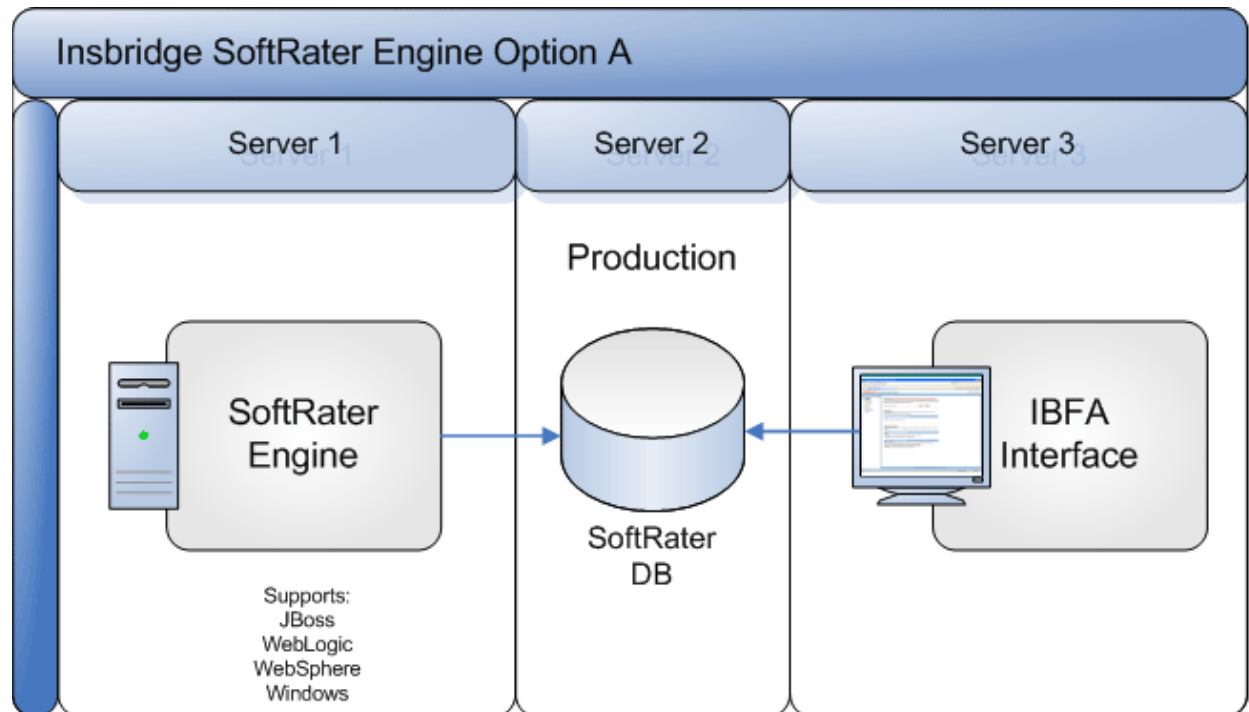 Insbridge SoftRater Engine Option A
Server 1
Server 2
Server 3
Production
SoftRater
Engine
SoftRater
DB
IBFA
Interface
Supports:
JBoss
WebLogic
WebSphere
Windows